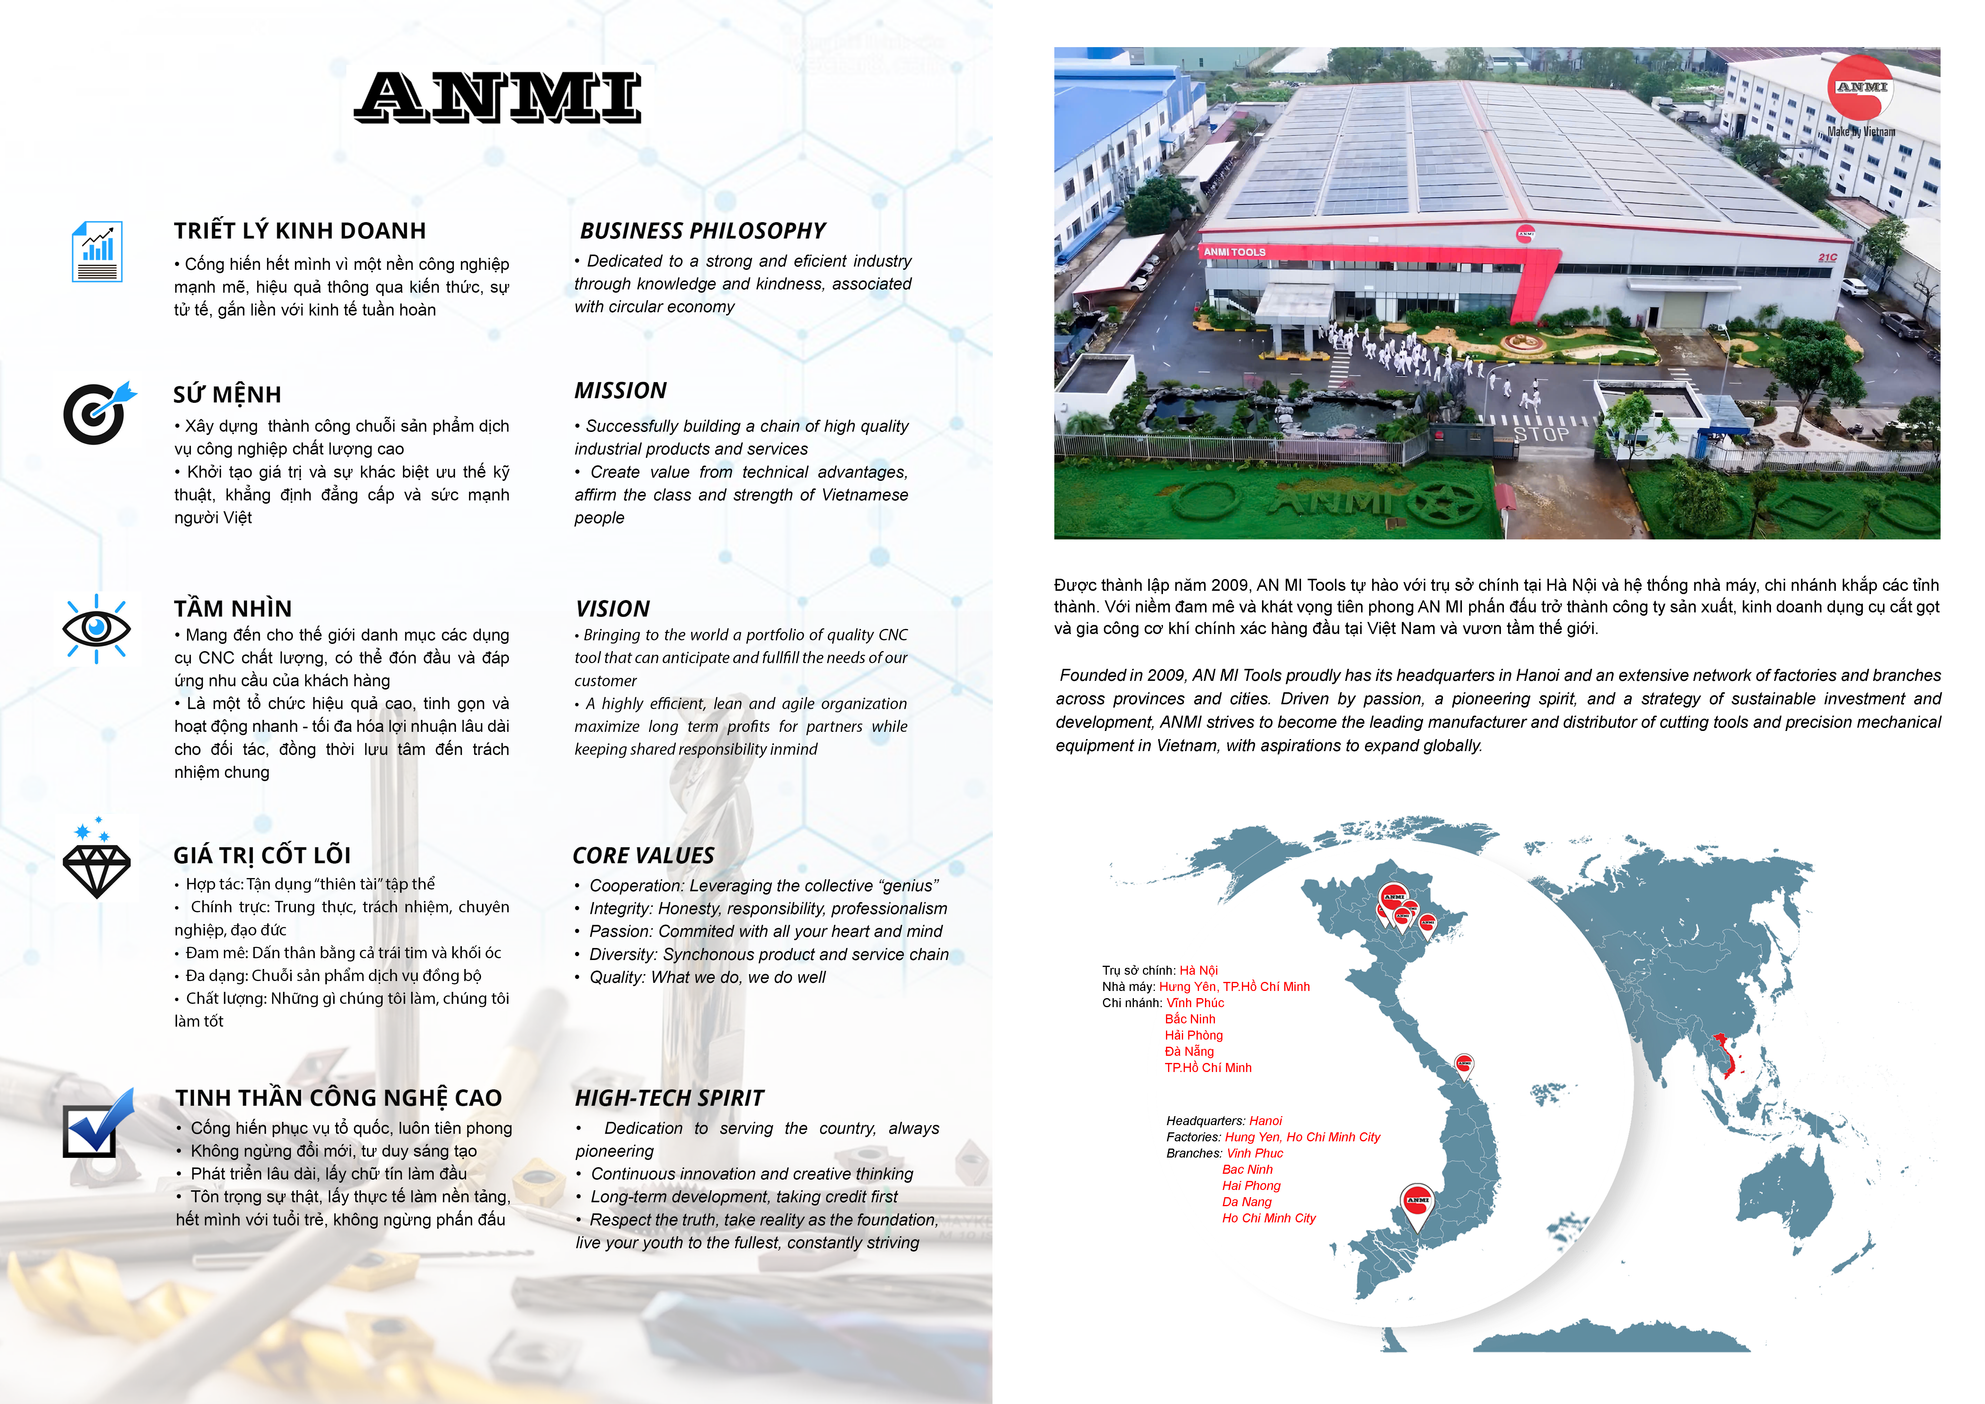 ANMI
TRIẾT LÝ KINH DOANH
• Cống hiến hết mình vì một nền công nghiệp
mạnh mẽ, hiệu quả thông qua kiến thức, sự
tử tế, gắn liền với kinh tế tuần hoàn
BUSINESS PHILOSOPHY
• Dedicated to a strong and eficient industry
through knowledge and kindness, associated
with circular economy
SỨ MỆNH
• Xây dựng thành công chuỗi sản phẩm dịch
vụ công nghiệp chất lượng cao
• Khởi tạo giá trị và sự khác biệt ưu thế kỹ
thuật, khẳng định đẳng cấp và sức mạnh
người Việt
MISSION
• Successfully building a chain of high quality
industrial products and services
• Create value from technical advantages,
affirm the class and strength of Vietnamese
people
TẦM NHÌN
• Mang đến cho thế giới danh mục các dụng
cụ CNC chất lượng, có thể đón đầu và đáp
ứng nhu cầu của khách hàng
• Là một tổ chức hiệu quả cao, tinh gọn và
hoạt động nhanh - tối đa hóa lợi nhuận lâu dài
cho đối tác, đồng thời lưu tâm đến trách
nhiệm chung
VISION
• Bringing to the world a portfolio of quality CNC
tool that can anticipate and fullfill the needs of our
customer
• A highly efficient, lean and agile organization
maximize long term profits for partners while
keeping shared responsibility inmind
GIÁ TRỊ CỐT LÕI
• Hợp tác: Tận dụng “thiên tài” tập thể
• Chính trực: Trung thực, trách nhiệm, chuyên
nghiệp, đạo đức
• Đam mê: Dấn thân bằng cả trái tim và khối óc
• Đa dạng: Chuỗi sản phẩm dịch vụ đồng bộ
• Chất lượng: Những gì chúng tôi làm, chúng tôi
làm tốt
CORE VALUES
• Cooperation: Leveraging the collective “genius”
• Integrity: Honesty, responsibility, professionalism
• Passion: Commited with all your heart and mind
• Diversity: Synchonous product and service chain
• Quality: What we do, we do well
TINH THẦN CÔNG NGHỆ CAO
• Cống hiến phục vụ tổ quốc, luôn tiên phong
• Không ngừng đổi mới, tư duy sáng tạo
• Phát triển lâu dài, lấy chữ tín làm đầu
• Tôn trọng sự thật, lấy thực tế làm nền tảng,
hết mình với tuổi trẻ, không ngừng phấn đấu
HIGH-TECH SPIRIT
• Dedication to serving the country, always
pioneering
• Continuous innovation and creative thinking
• Long-term development, taking credit first
• Respect the truth, take reality as the foundation,
live your youth to the fullest, constantly striving
ANMI
Make by Vietnam
ANMI TOOLS
ANMI
21C
STOP
ANMI
Được thành lập năm 2009, AN MI Tools tự hào với trụ sở chính tại Hà Nội và hệ thống nhà máy, chi nhánh khắp các tỉnh
thành. Với niềm đam mê và khát vọng tiên phong AN MI phấn đấu trở thành công ty sản xuất, kinh doanh dụng cụ cắt gọt
và gia công cơ khí chính xác hàng đầu tại Việt Nam và vươn tầm thế giới.
Founded in 2009, AN MI Tools proudly has its headquarters in Hanoi and an extensive network of factories and branches
across provinces and cities. Driven by passion, a pioneering spirit, and a strategy of sustainable investment and
development, ANMI strives to become the leading manufacturer and distributor of cutting tools and precision mechanical
equipment in Vietnam, with aspirations to expand globally.
ANMI
ANMI
ANMI
Trụ sở chính: Hà Nội
Nhà máy: Hưng Yên, TP.Hồ Chí Minh
Chi nhánh: Vĩnh Phúc
Bắc Ninh
Hải Phòng
Đà Nẵng
TP.Hồ Chí Minh
ANMI
Headquarters: Hanoi
Factories: Hung Yen, Ho Chi Minh City
Branches: Vinh Phuc
Bac Ninh
Hai Phong
Da Nang
Ho Chi Minh City
ANMI